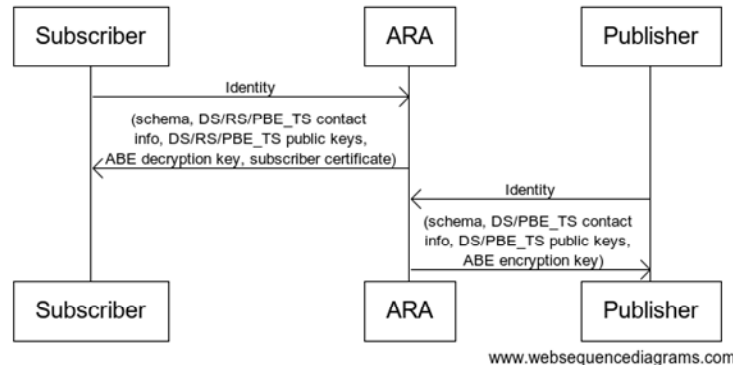 Subscriber ARA Publisher
Identity
(schema, DS/RS/PBE_TS contact
info, DS/RS/PBE_TS public keys,
ABE decryption key, subscriber certificate)
Identity
(schema, DS/PBE_TS contact
info, DS/PBE_TS public keys,
ABE encryption key)
Subscriber ARA Publisher
www.websequencediagrams.com